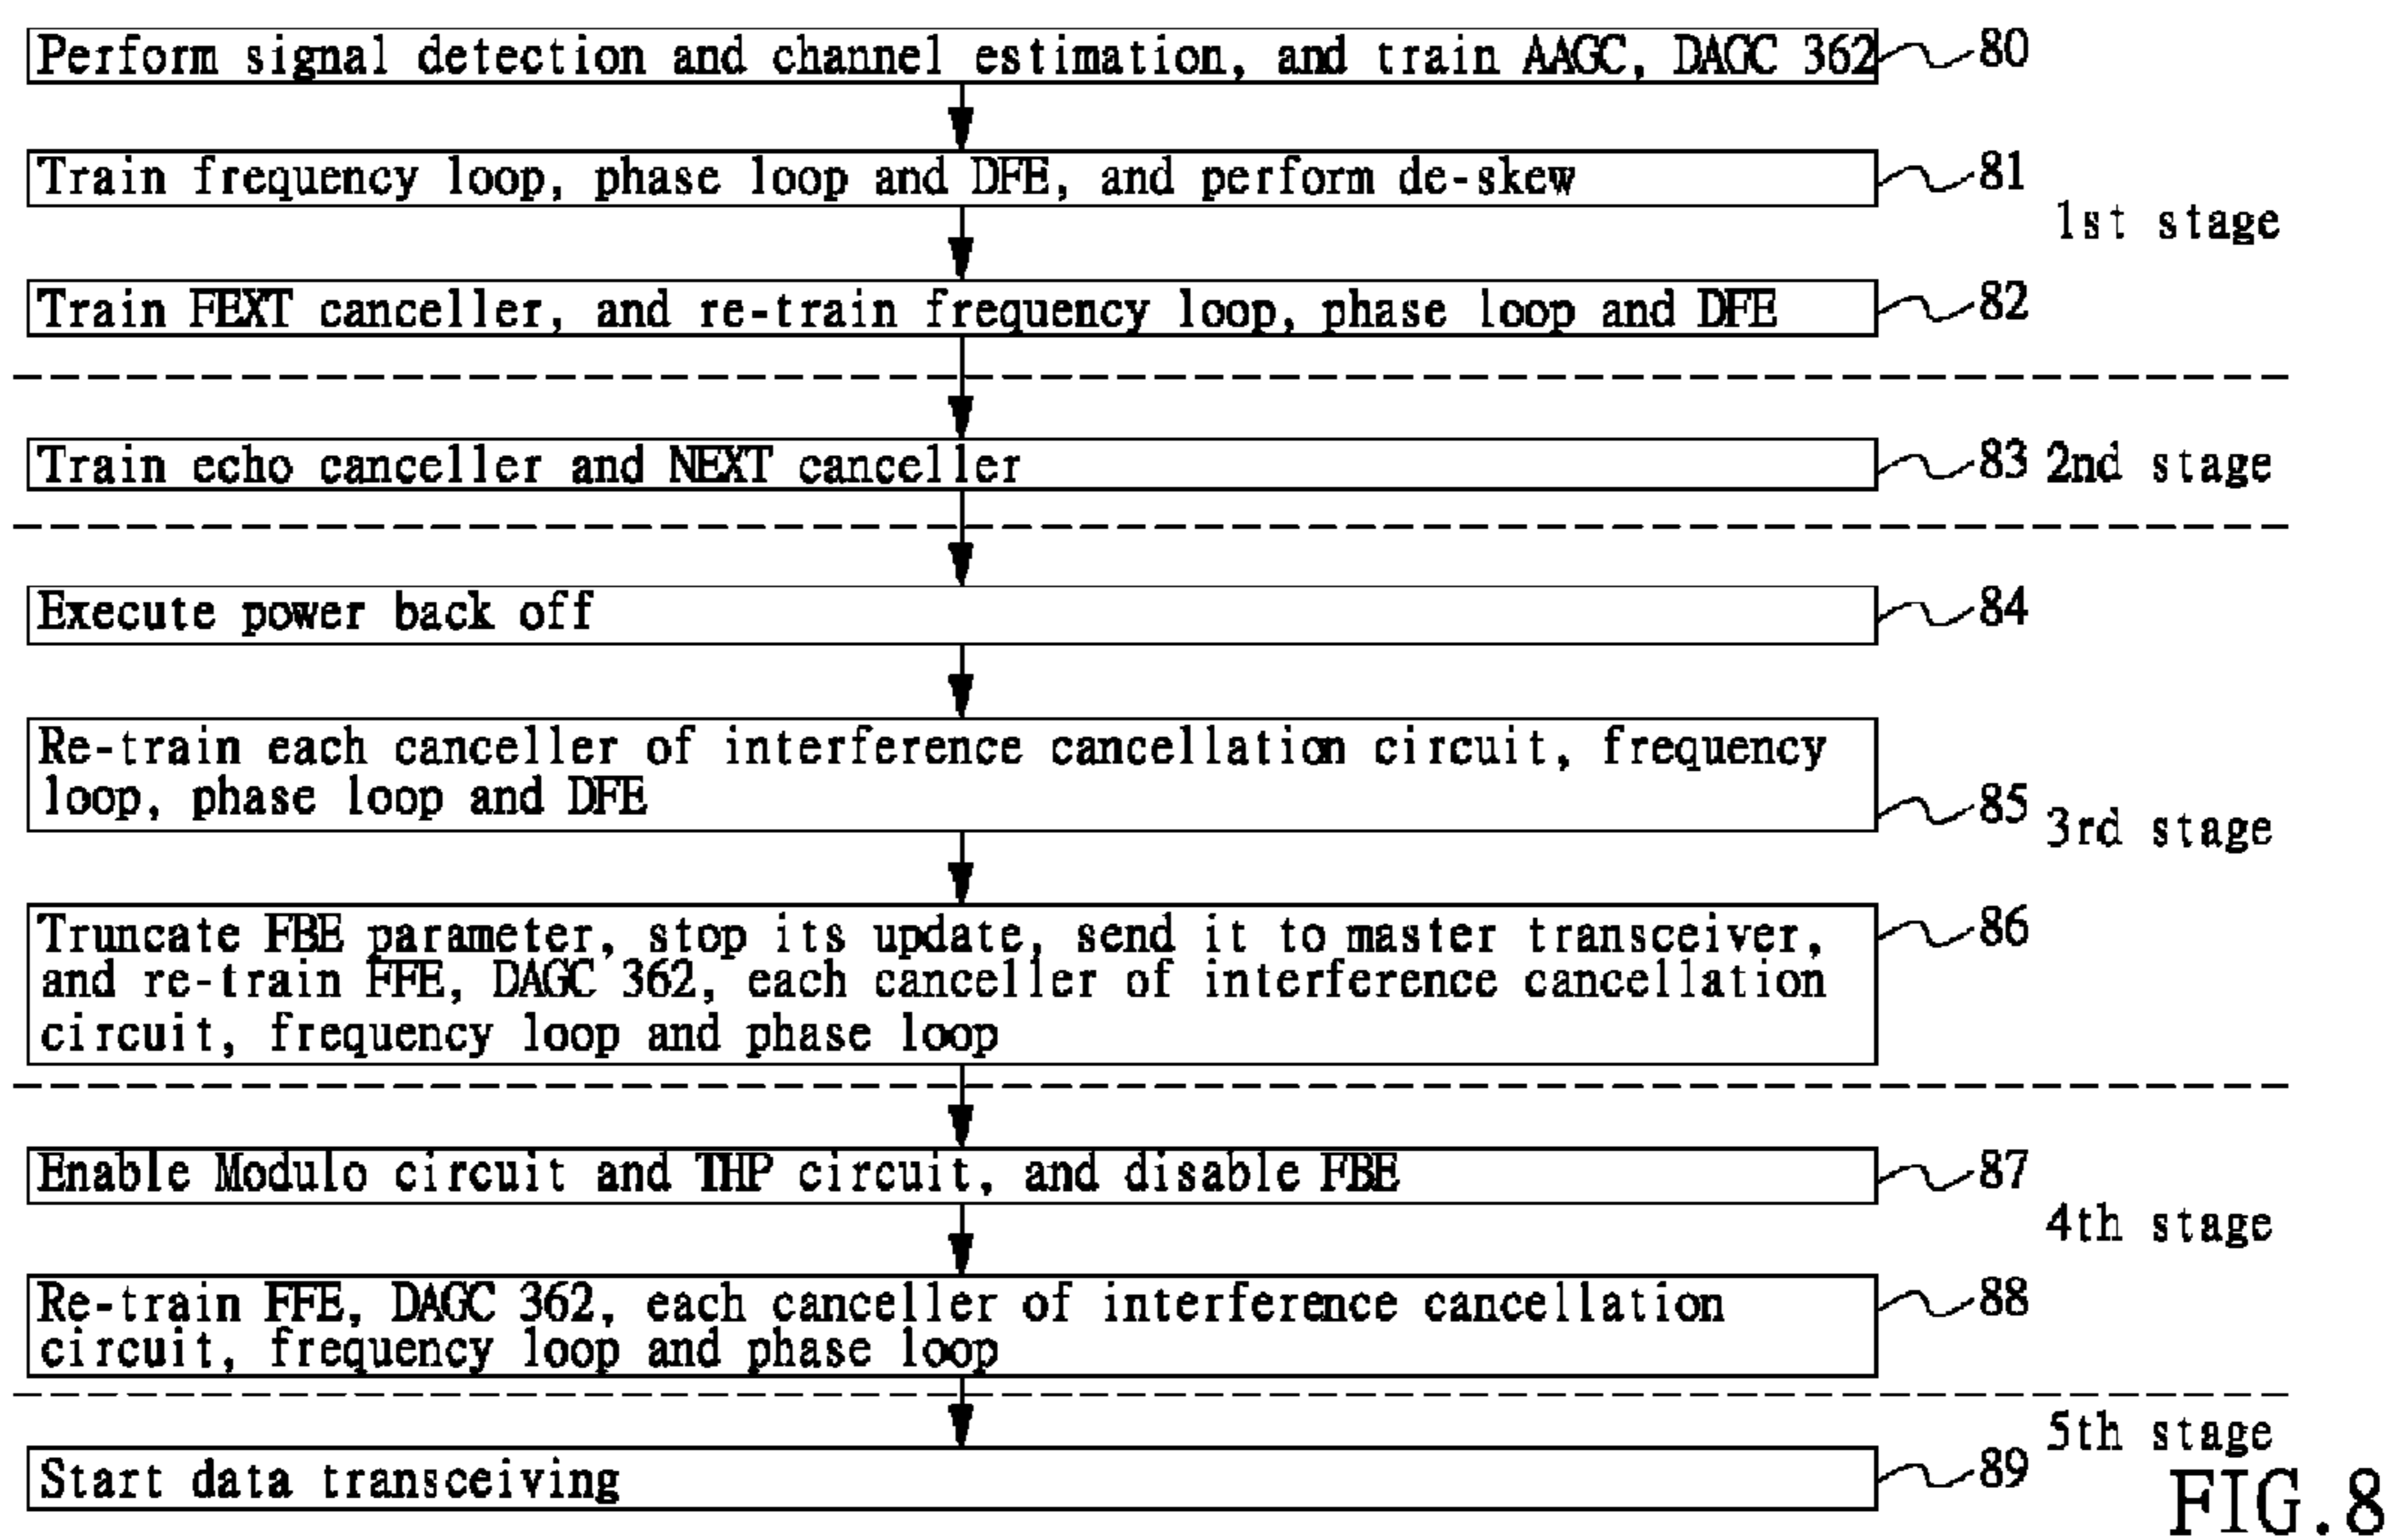 Perform signal detection and channel estimation, and train AAGC, DAGC 362
80
Train frequency loop, phase loop and DFE, and perform de-skew
81
1st stage
Train FEXT canceller, and re-train frequency loop, phase loop and DFE
82
Train echo canceller and NEXT canceller
83
2nd stage
Execute power back off
84
Re-train each canceller of interference cancellation circuit, frequency
loop, phase loop and DFE
85
3rd stage
Truncate FBE parameter, stop its update, send it to master transceiver,
and re-train FFE, DAGC 362, each canceller of interference cancellation
circuit, frequency loop and phase loop
86
Enable Modulo circuit and THP circuit, and disable FBE
87
4th stage
Re-train FFE, DAGC 362, each canceller of interference cancellation
circuit, frequency loop and phase loop
88
5th stage
Start data transceiving
89
FIG.8